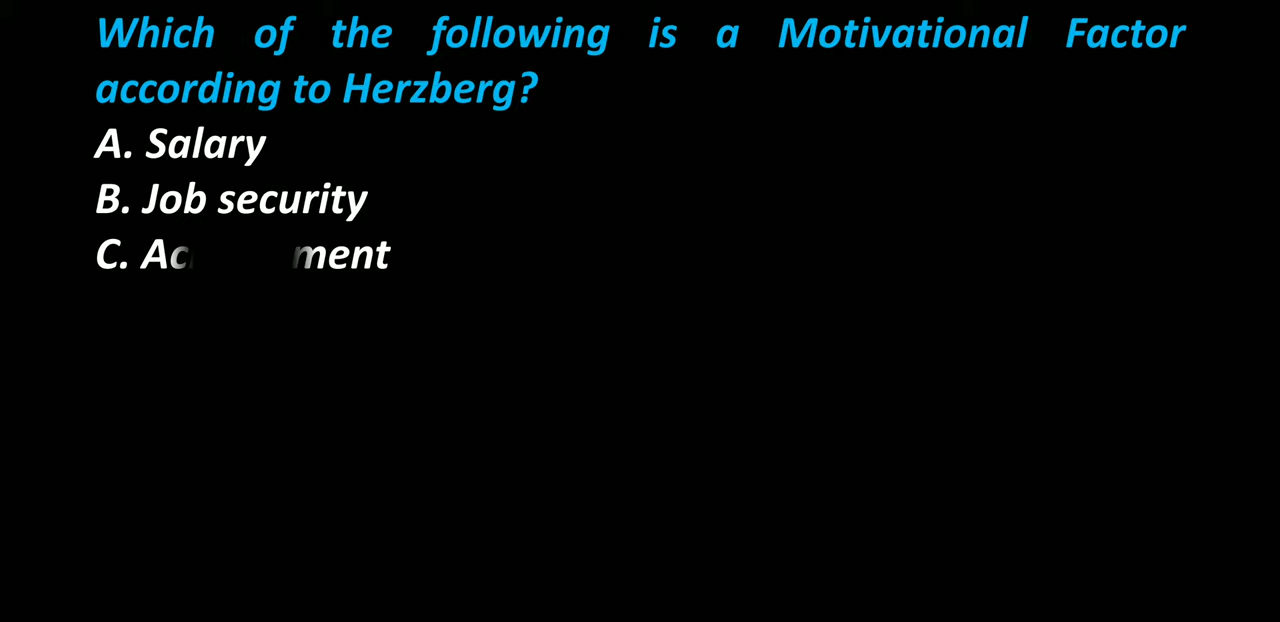 Which of the following is a Motivational Factor
according to Herzberg?
A. Salary
B. Job security
C.